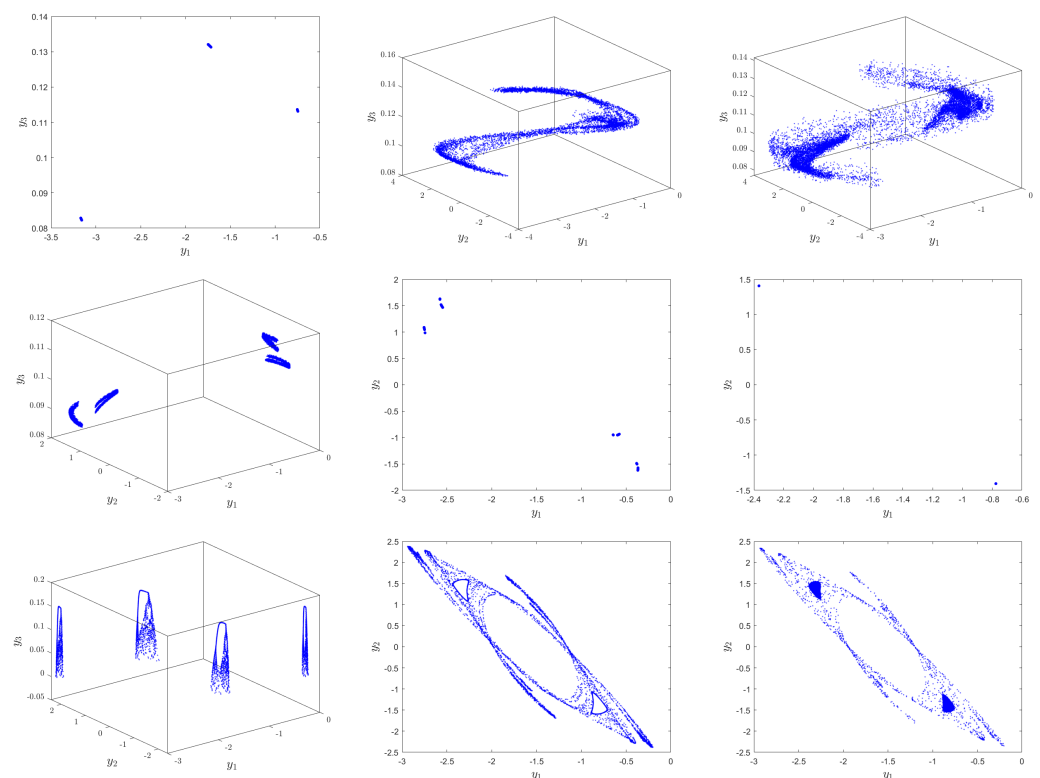 0.14
0.13
0.12
0.11
0.1
0.09
0.08
y₃
-3.5 -3 -2.5 -2 -1.5 -1 -0.5
y₁
0.16
0.14
0.12
0.1
0.08
y₃
4 2 0 -2 -4
y₂
-4 -3 -2 -1 0
y₁
0.14
0.13
0.12
0.11
0.1
0.09
0.08
y₃
4 2 0 -2 -4
y₂
-3 -2 -1 0
y₁
0.12
0.11
0.1
0.09
0.08
y₃
2 1 0 -1 -2
y₂
-3 -2 -1 0
y₁
2
1.5
1
0.5
0
-0.5
-1
-1.5
-2
y₂
-3 -2.5 -2 -1.5 -1 -0.5 0
y₁
1.5
1
0.5
0
-0.5
-1
-1.5
y₂
-2.4 -2.2 -2 -1.8 -1.6 -1.4 -1.2 -1 -0.8 -0.6
y₁
0.2
0.15
0.1
0.05
0
-0.05
y₃
2 1 0 -1 -2
y₂
-3 -2 -1 0
y₁
2.5
2
1.5
1
0.5
0
-0.5
-1
-1.5
-2
-2.5
y₂
-3 -2.5 -2 -1.5 -1 -0.5 0
y₁
2.5
2
1.5
1
0.5
0
-0.5
-1
-1.5
-2
-2.5
y₂
-3 -2.5 -2 -1.5 -1 -0.5 0
y₁